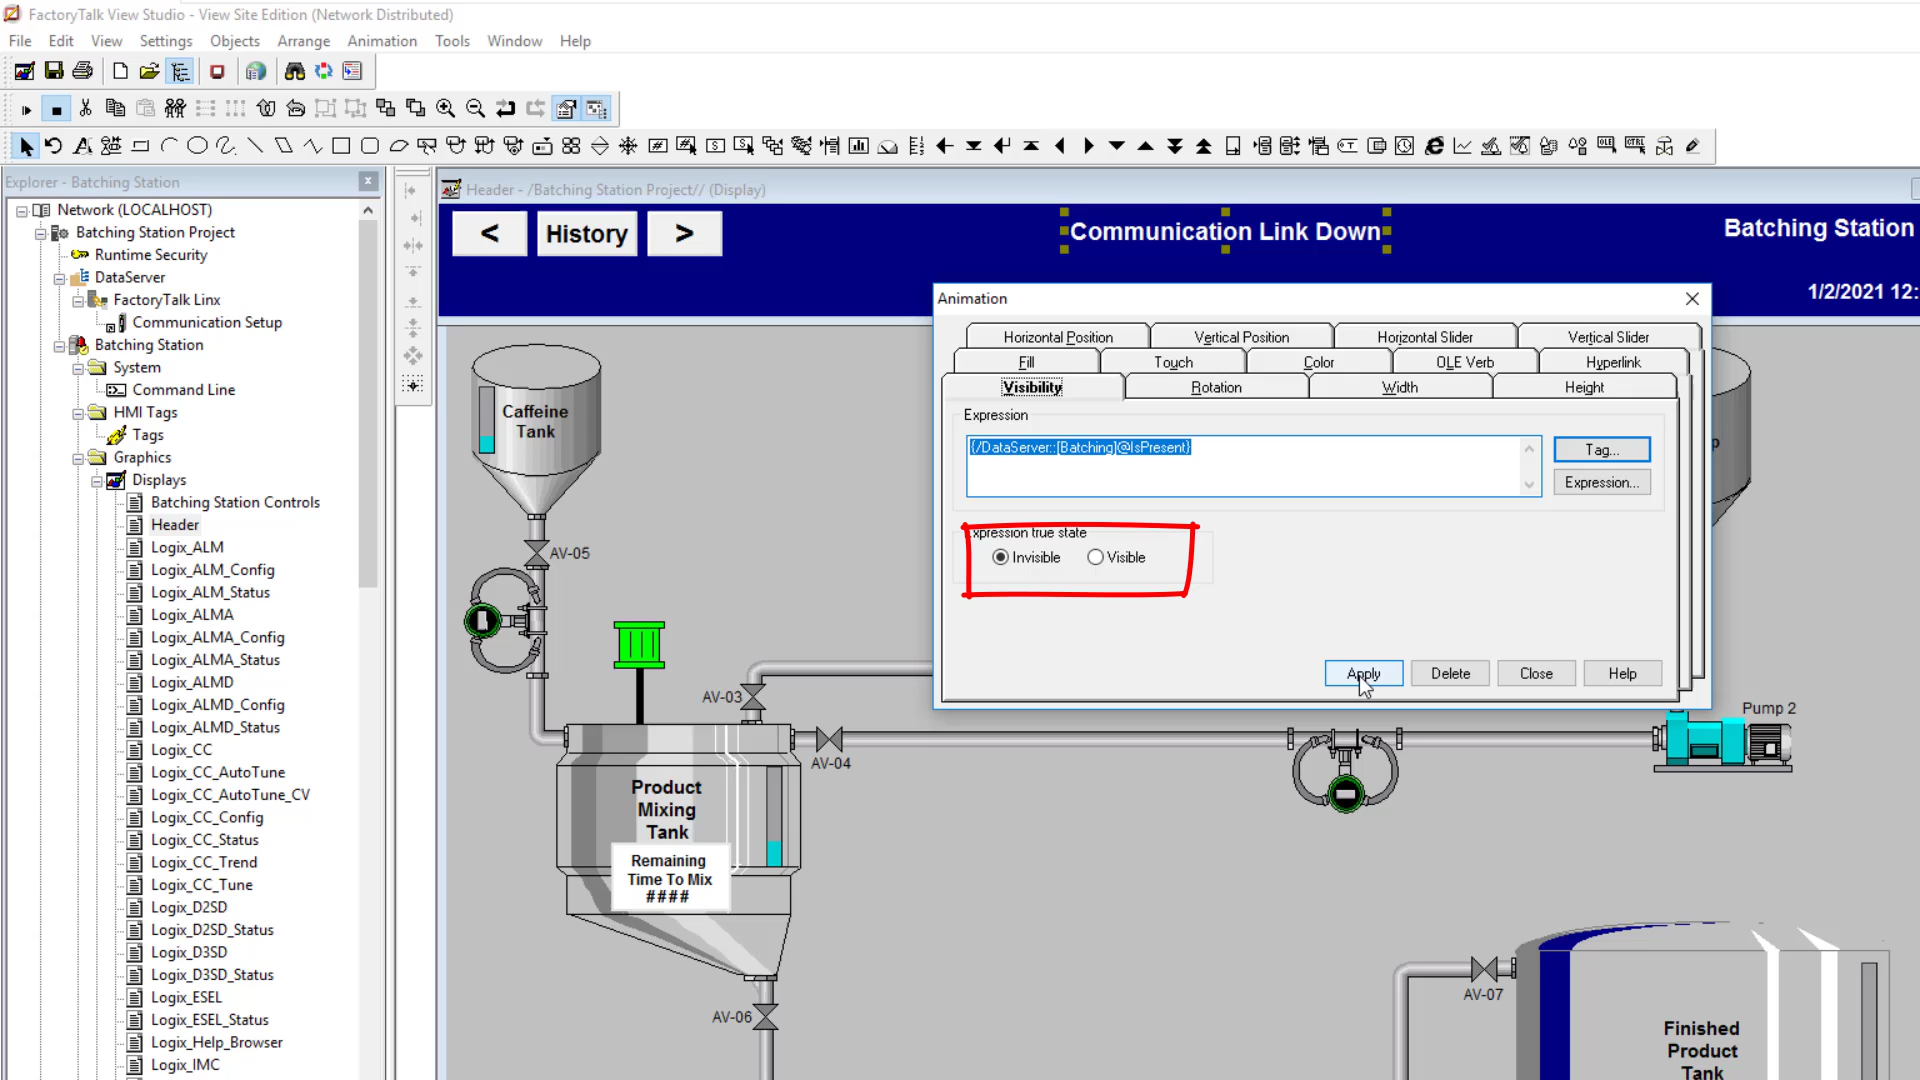 FactoryTalk View Studio - View Site Edition (Network Distributed)
File Edit View Settings Objects Arrange Animation Tools Window Help
Explorer - Batching Station
Network (LOCALHOST)
Batching Station Project
Runtime Security
DataServer
FactoryTalk Linx
Communication Setup
Batching Station
System
Command Line
HMI Tags
Tags
Graphics
Displays
Batching Station Controls
Header
Logix_ALM
Logix_ALM_Config
Logix_ALM_Status
Logix_ALMA
Logix_ALMA_Config
Logix_ALMA_Status
Logix_ALMD
Logix_ALMD_Config
Logix_ALMD_Status
Logix_CC
Logix_CC_AutoTune
Logix_CC_AutoTune_CV
Logix_CC_Config
Logix_CC_Status
Logix_CC_Trend
Logix_CC_Tune
Logix_D2SD
Logix_D2SD_Status
Logix_D3SD
Logix_D3SD_Status
Logix_ESEL
Logix_ESEL_Status
Logix_Help_Browser
Logix_IMC
Header - /Batching Station Project// (Display)
< History >
Communication Link Down
Batching Station
1/2/2021 12:
Animation
Horizontal Position Vertical Position Horizontal Slider Vertical Slider
Fill Touch Color OLE Verb Hyperlink
Visibility Rotation Width Height
Expression
{/DataServer::[Batching]@IsPresent}
Tag...
Expression...
Expression true state
Invisible Visible
Apply Delete Close Help
Caffeine
Tank
AV-05
AV-03
AV-04
Pump 2
Product
Mixing
Tank
Remaining
Time To Mix
####
AV-06
AV-07
Finished
Product
Tank